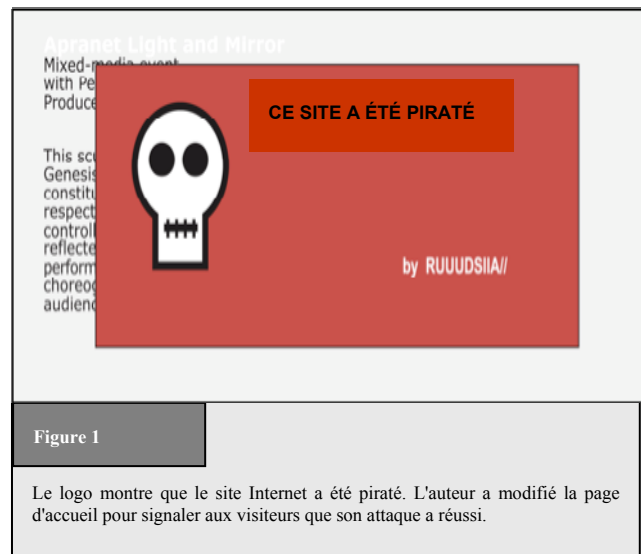 Apranet Light and Mirror
Mixed-media event
with Pe
Produce
CE SITE A ÉTÉ PIRATÉ
This scu
Genesis
constitu
respect
controll
reflecte
perform
choreog
audienc
by RUUUDSIIA//
Figure 1
Le logo montre que le site Internet a été piraté. L'auteur a modifié la page
d'accueil pour signaler aux visiteurs que son attaque a réussi.